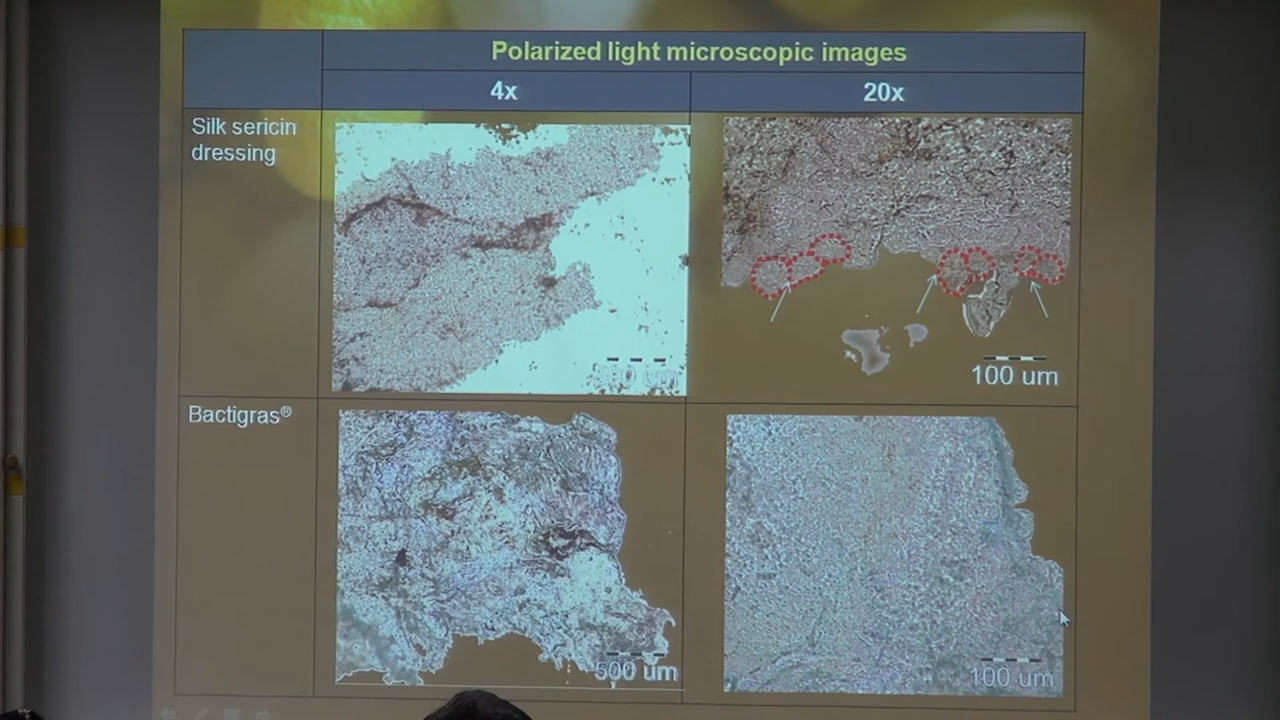 Polarized light microscopic images
4x
20x
Silk sericin
dressing
100 um
Bactigras®
500 um
100 um